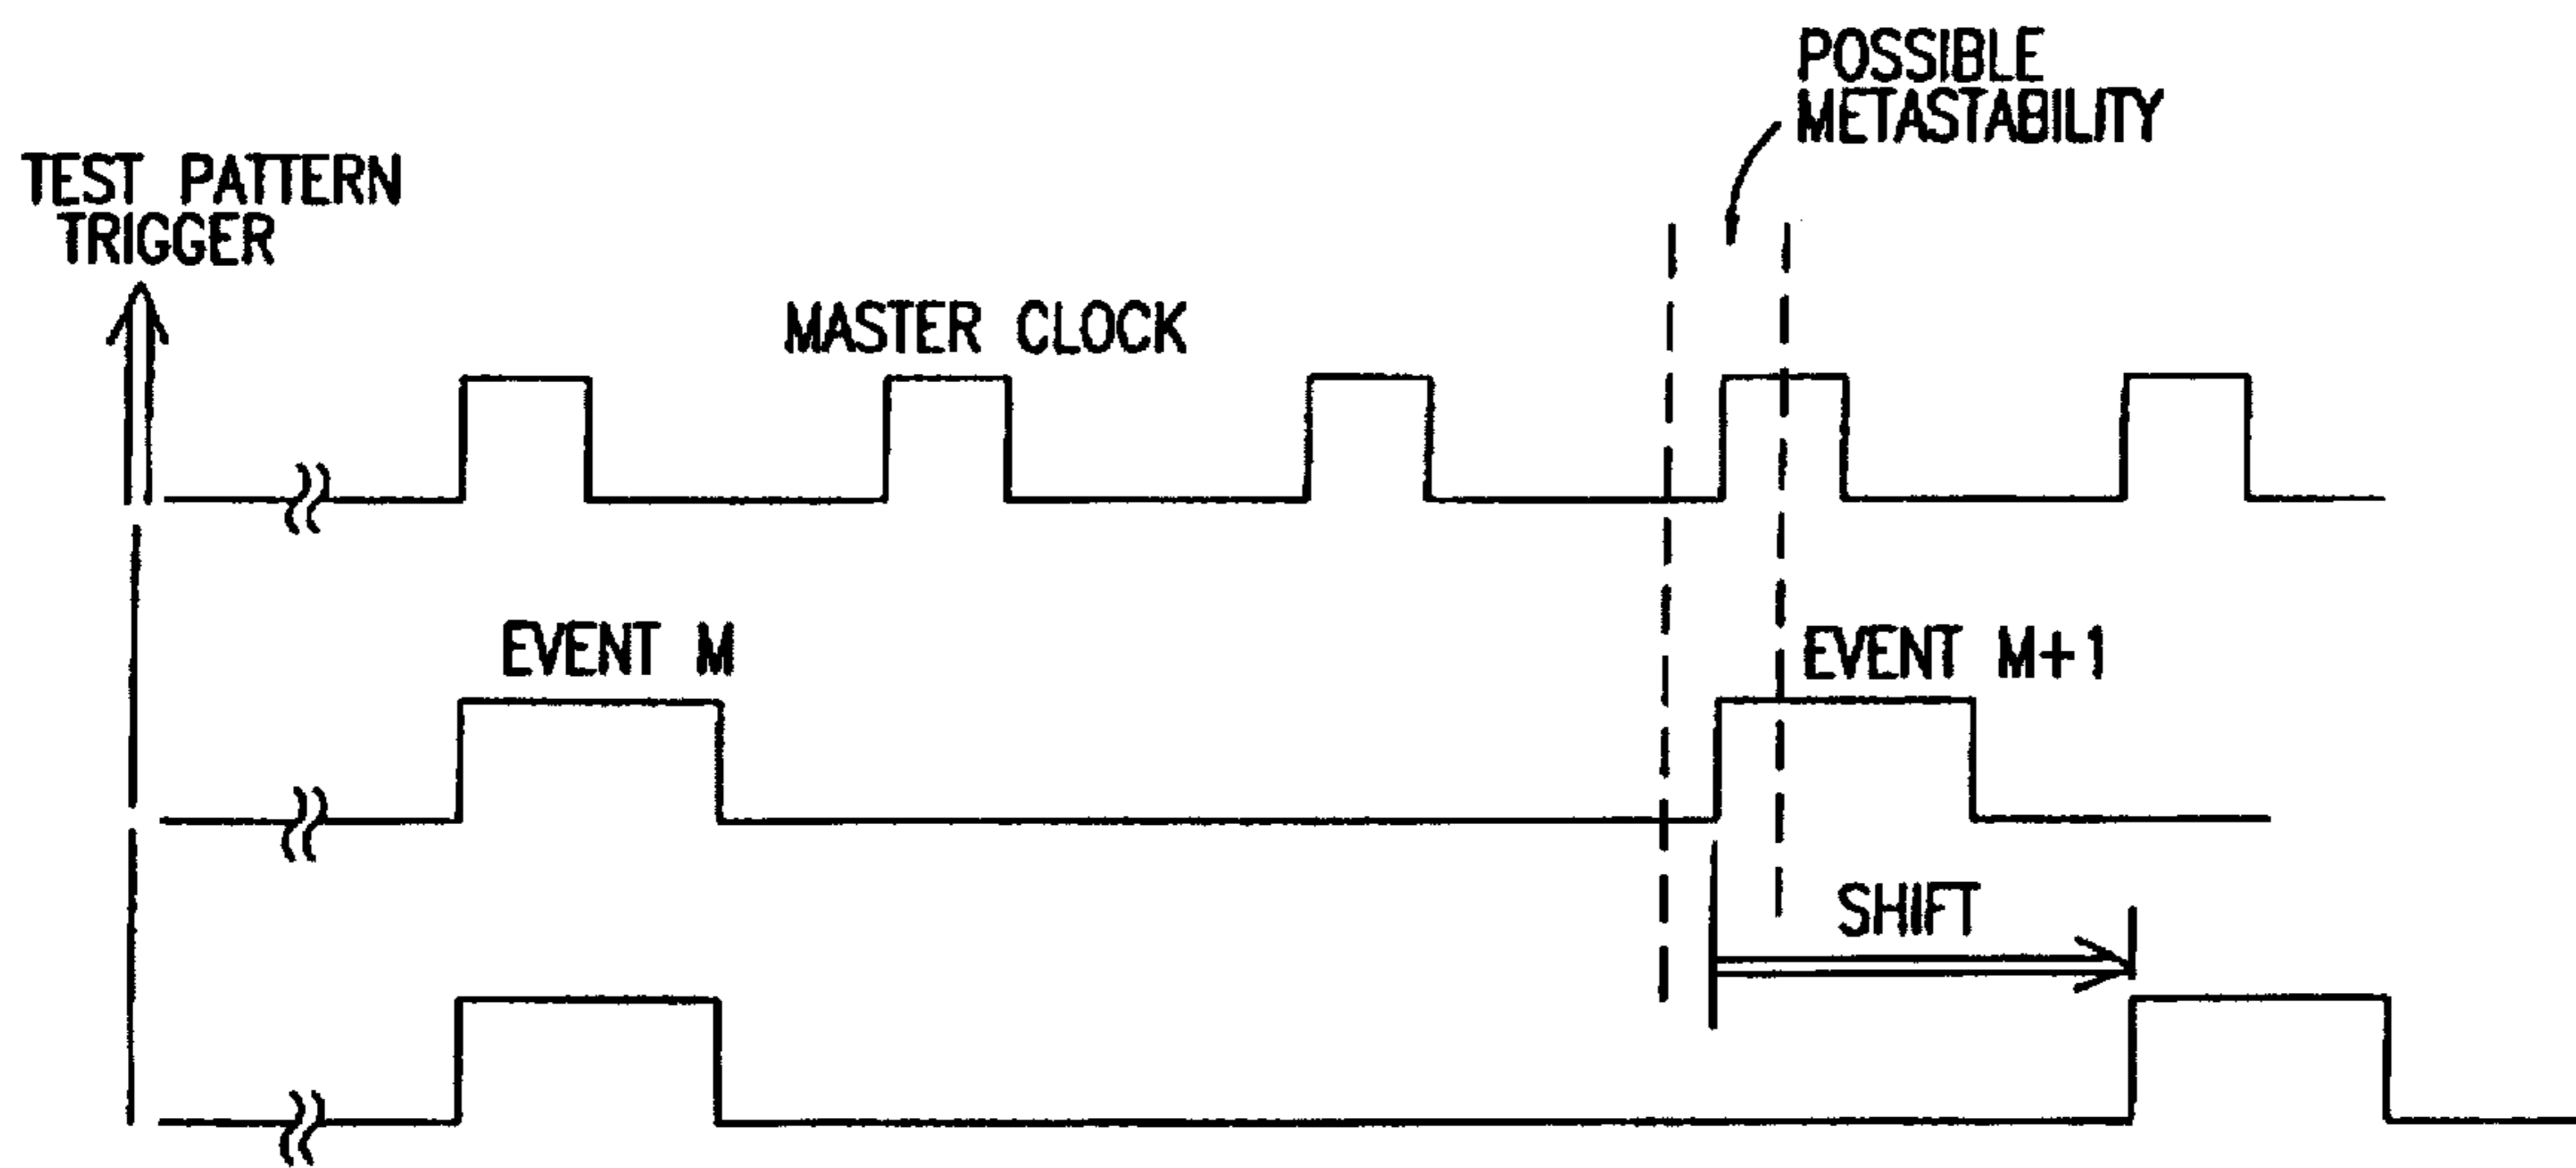 POSSIBLE
METASTABILITY
TEST PATTERN
TRIGGER
MASTER CLOCK
EVENT M
EVENT M+1
SHIFT